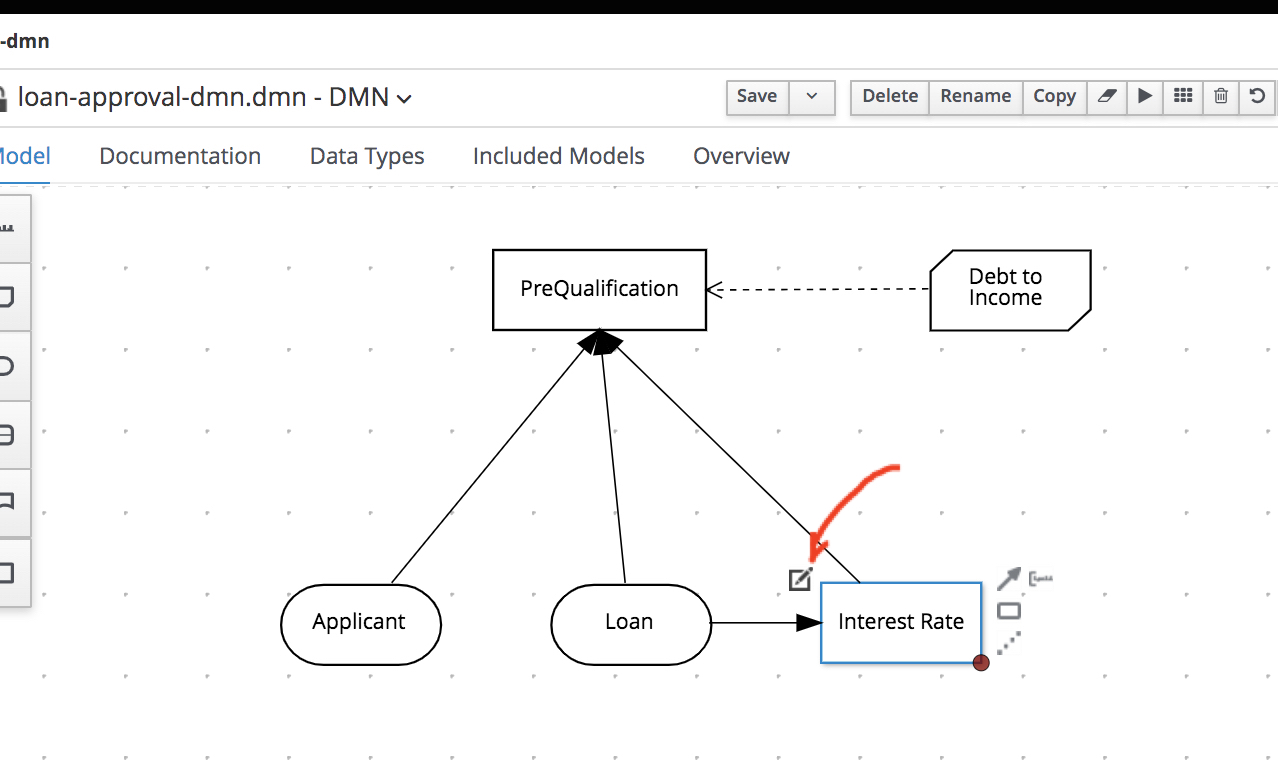 -dmn
loan-approval-dmn.dmn - DMN
Save
Delete Rename Copy
Model Documentation Data Types Included Models Overview
PreQualification
Debt to
Income
Applicant
Loan
Interest Rate